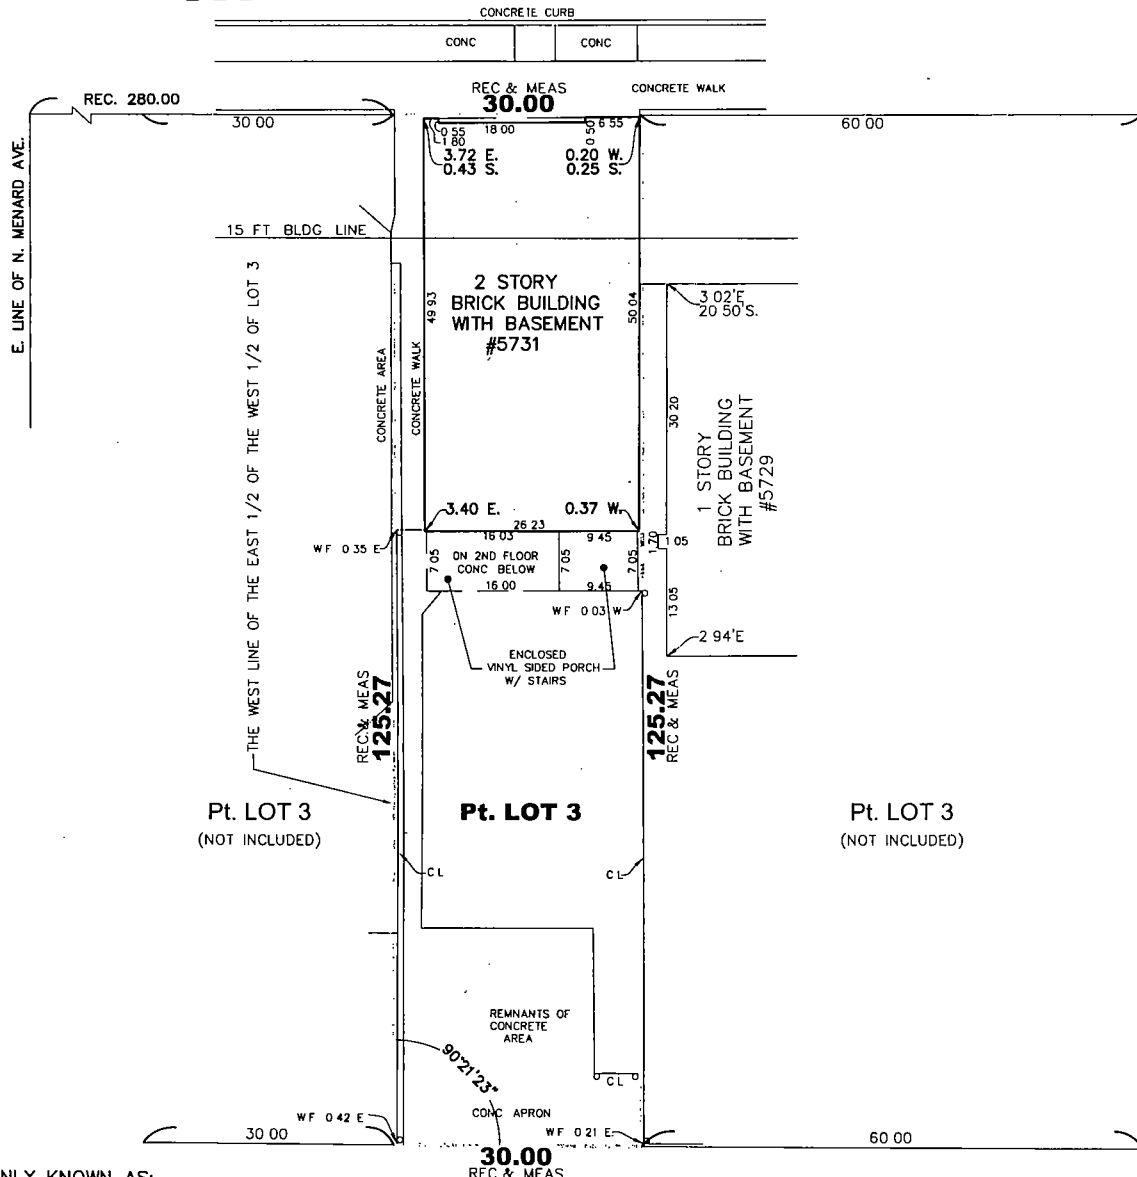 CONCRETE CURB
CONC
CONC
REC & MEAS
30.00
CONCRETE WALK
REC. 280.00
30 00
60 00
0 55
1 80
18 00
0 50
6 55
3.72 E.
0.43 S.
0.20 W.
0.25 S.
E. LINE OF N. MENARD AVE.
15 FT BLDG LINE
THE WEST LINE OF THE EAST 1/2 OF THE WEST 1/2 OF LOT 3
CONCRETE AREA
CONCRETE WALK
49 93
2 STORY
BRICK BUILDING
WITH BASEMENT
#5731
50 04
3 02'E
20 50'S.
30 20
1 STORY
BRICK BUILDING
WITH BASEMENT
#5729
3.40 E.
0.37 W.
26 23
16 03
9 45
WF 0 35 E
7 05
ON 2ND FLOOR
CONC BELOW
7 05
7 05
1 70
1 05
16 00
9.45
WF 0 03 W
13 05
2 94'E
ENCLOSED
VINYL SIDED PORCH
W/ STAIRS
REC & MEAS
125.27
125.27
REC & MEAS
Pt. LOT 3
(NOT INCLUDED)
Pt. LOT 3
Pt. LOT 3
(NOT INCLUDED)
CL
CL
REMNANTS OF
CONCRETE
AREA
90°21'23"
CL
CONC APRON
WF 0 42 E
WF 0 21 E
30 00
30.00
REC & MEAS
60 00
NLY KNOWN AS: